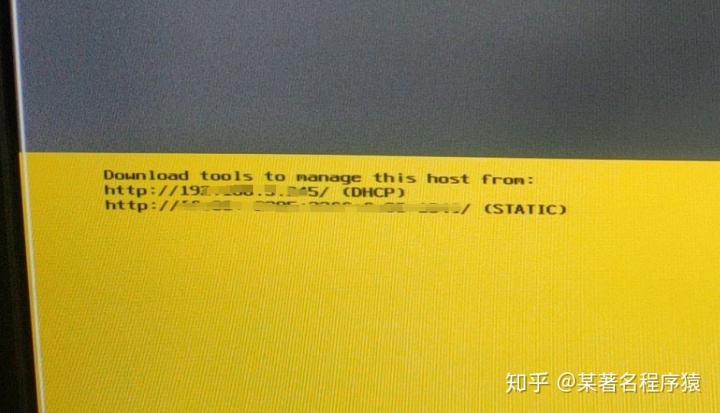 Download tools to manage this host from:
(DHCP)
(STATIC)
知乎 @某著名程序猿